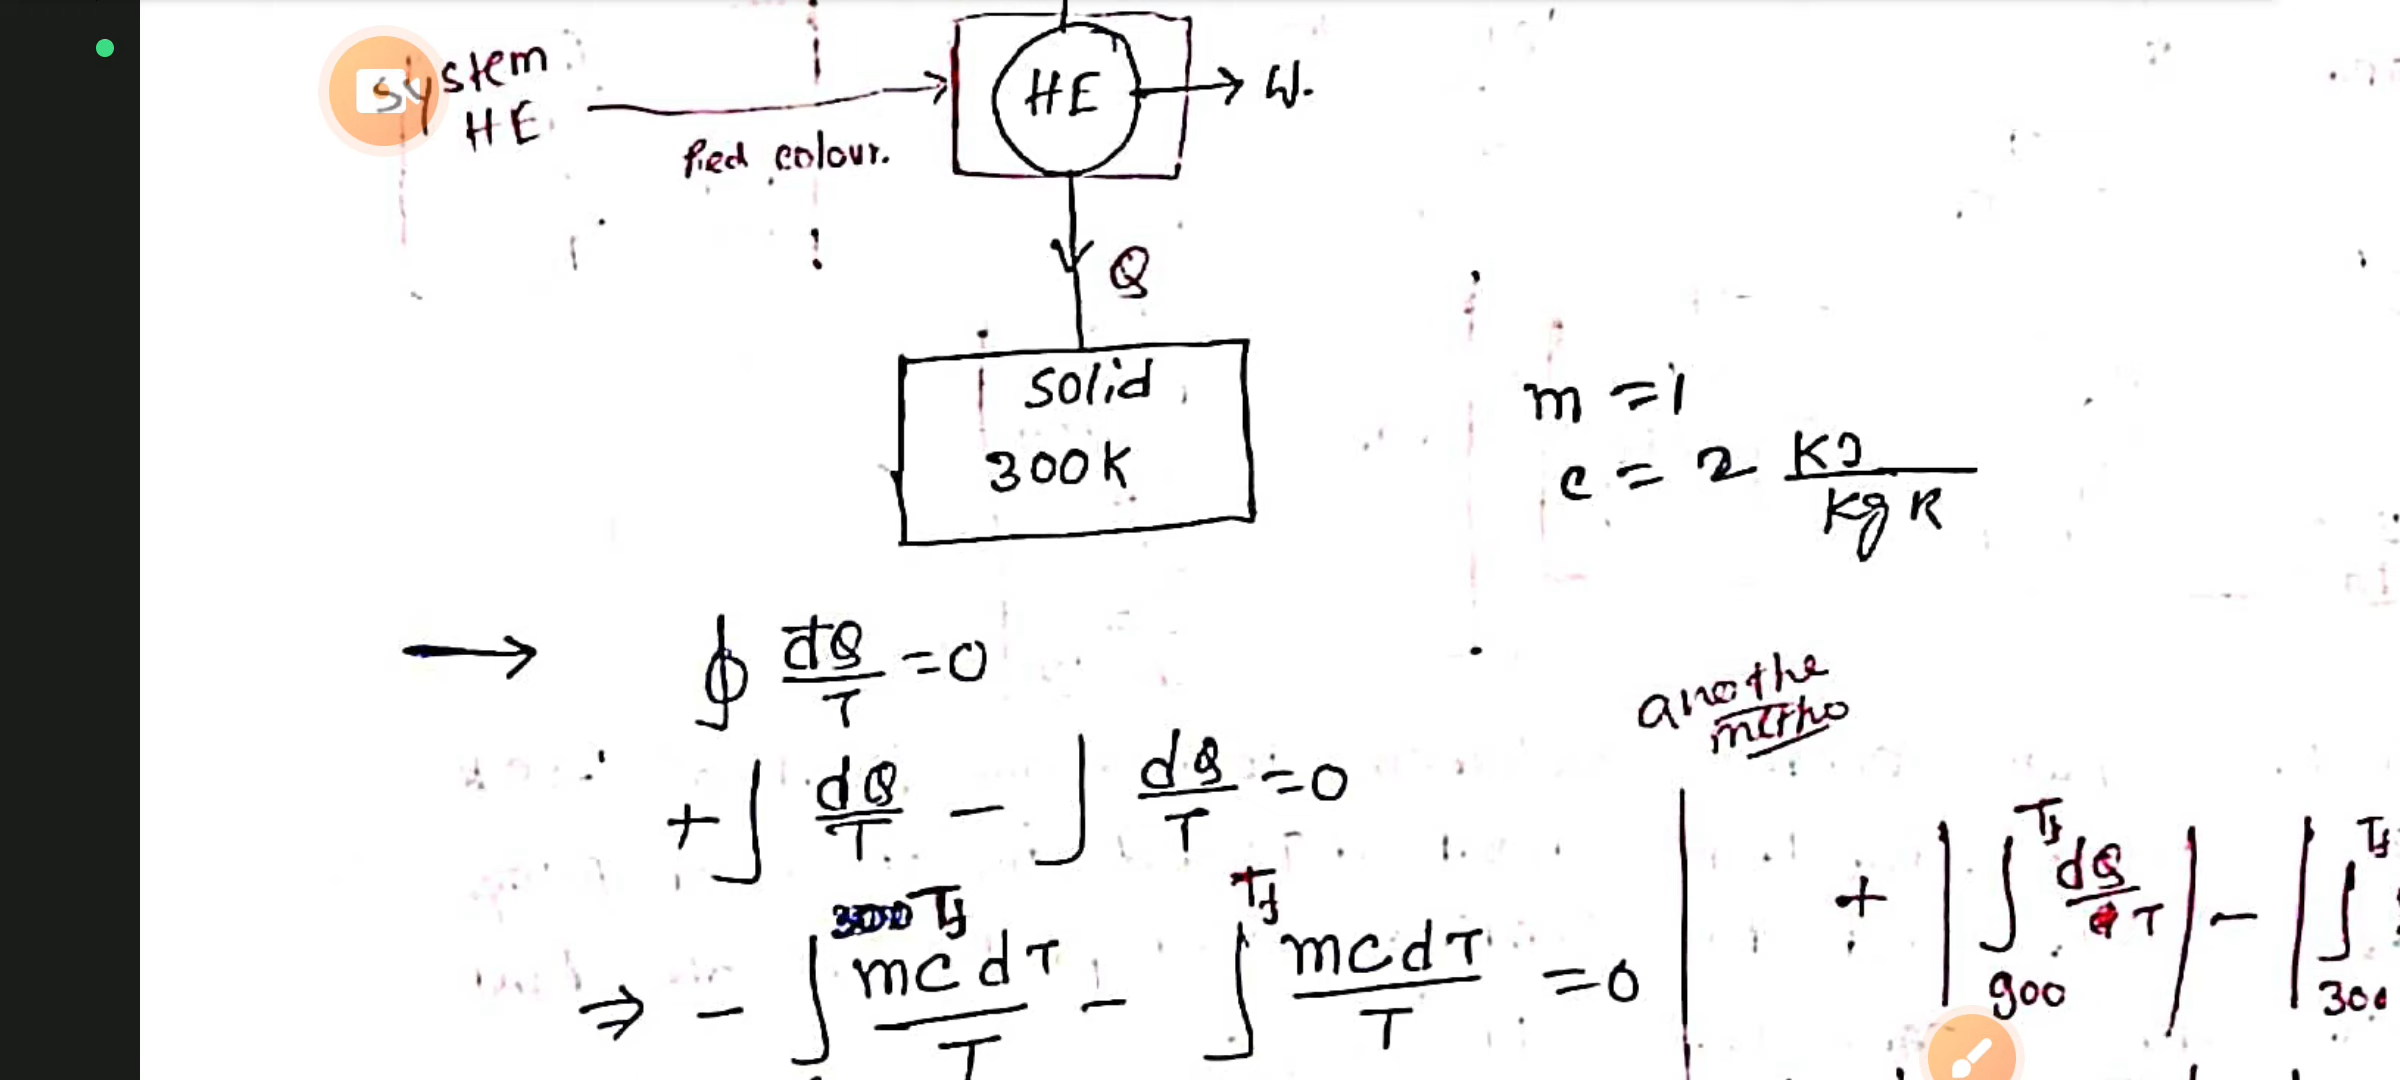 system
HE
Red colour.
HE
W.
Q
Solid
300K
m = 1
c = 2 KJ / Kg K
→ ∮ dQ/T = 0
anothe
metho
+∫ dQ/T − ∫ dQ/T = 0
⇒ − ∫ Tf mcdT/T − ∫ Tf mcdT/T = 0
+ |∫ 900 Tf dQ/T| − |∫ 300 Tf